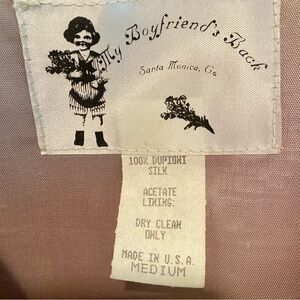 My Boyfriend's Back
Santa Monica, Ca
100% DUPIONI
SILK
ACETATE
LINING:
DRY CLEAN
ONLY
MADE IN U.S.A.
MEDIUM